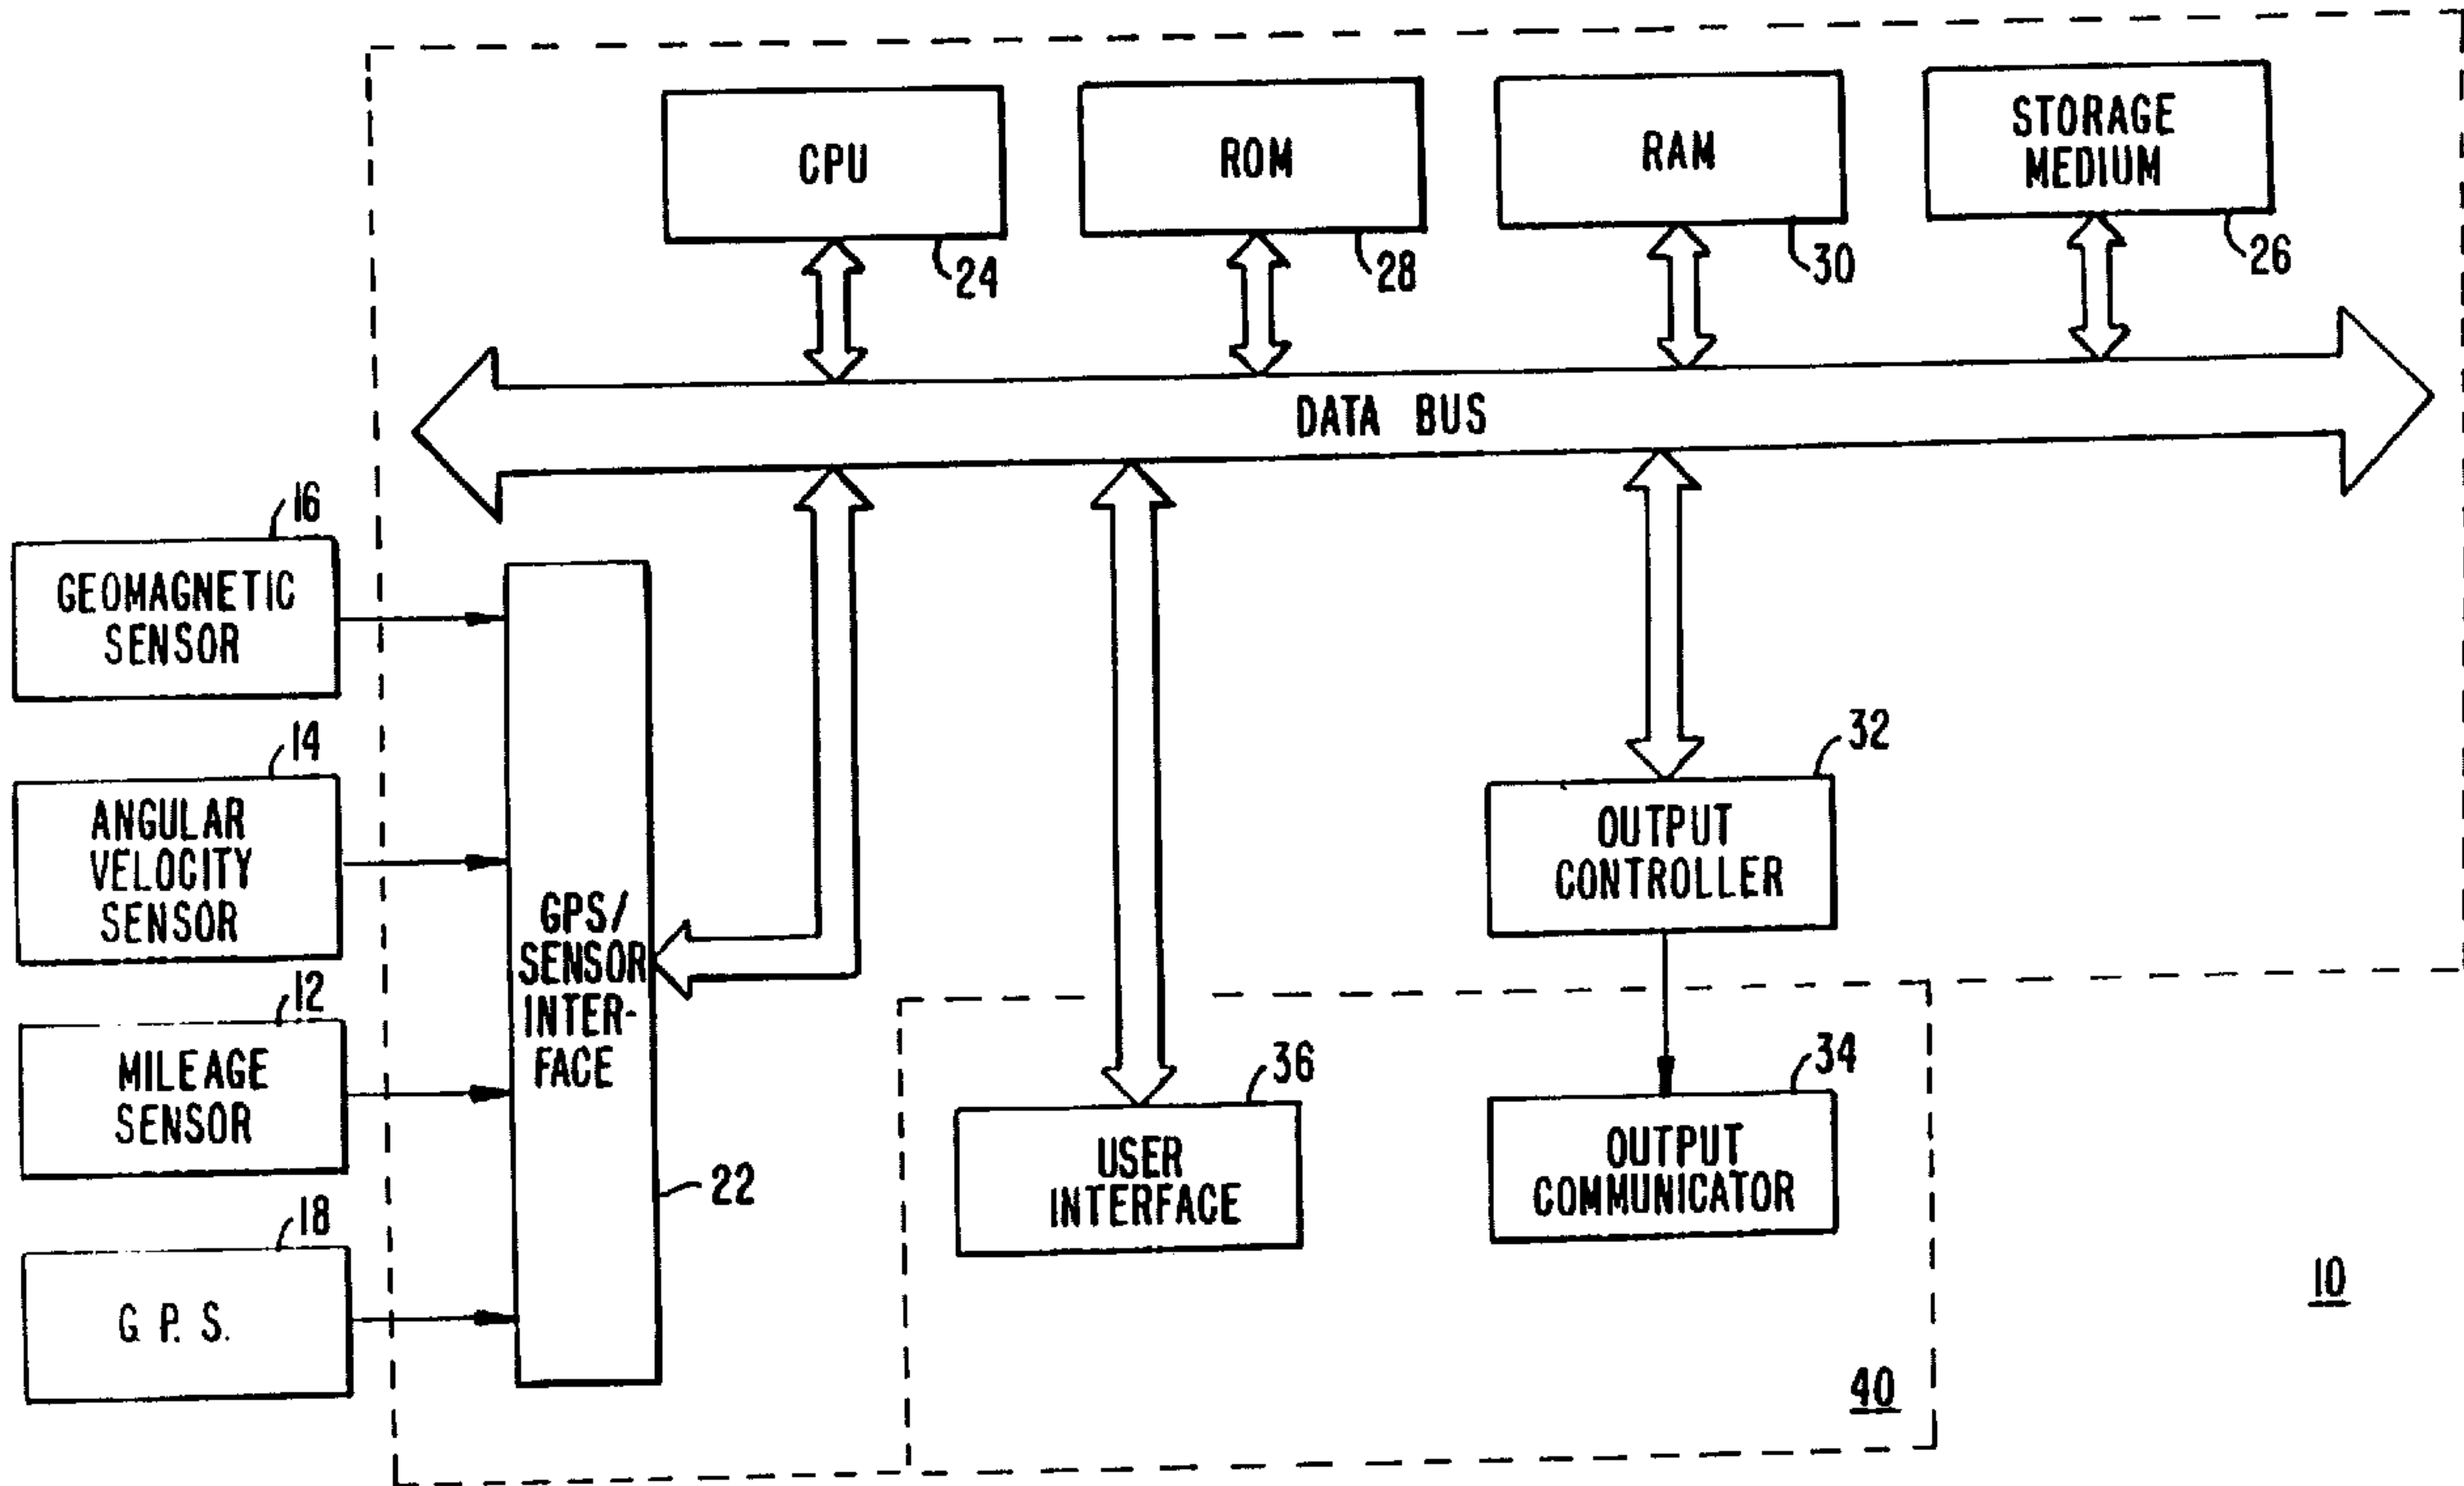 CPU
24
ROM
28
RAM
30
STORAGE
MEDIUM
26
DATA BUS
16
GEOMAGNETIC
SENSOR
14
ANGULAR
VELOCITY
SENSOR
12
MILEAGE
SENSOR
18
G.P.S.
GPS/
SENSOR
INTER-
FACE
22
32
OUTPUT
CONTROLLER
36
USER
INTERFACE
34
OUTPUT
COMMUNICATOR
40
10